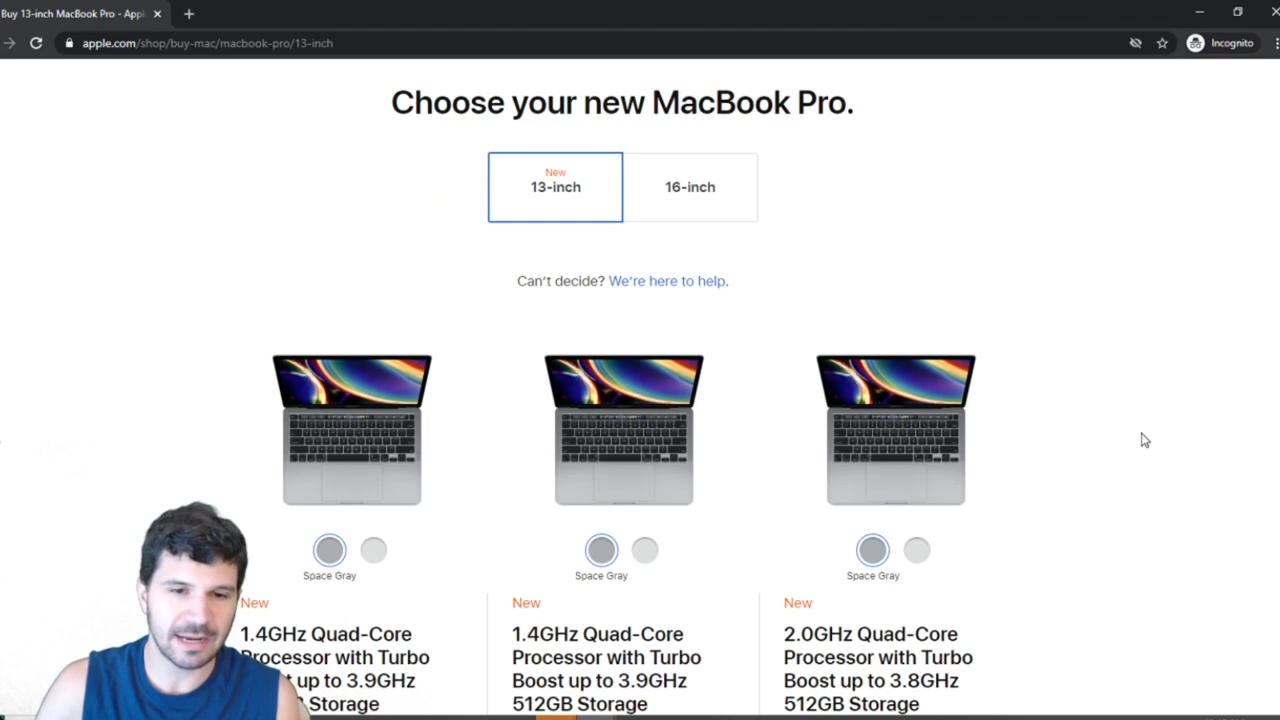 Buy 13-inch MacBook Pro - Appl
apple.com/shop/buy-mac/macbook-pro/13-inch
Incognito
Choose your new MacBook Pro.
New
13-inch
16-inch
Can't decide? We're here to help.
Space Gray
Space Gray
Space Gray
New
1.4GHz Quad-Core
Processor with Turbo
up to 3.9GHz
Storage
New
1.4GHz Quad-Core
Processor with Turbo
Boost up to 3.9GHz
512GB Storage
New
2.0GHz Quad-Core
Processor with Turbo
Boost up to 3.8GHz
512GB Storage